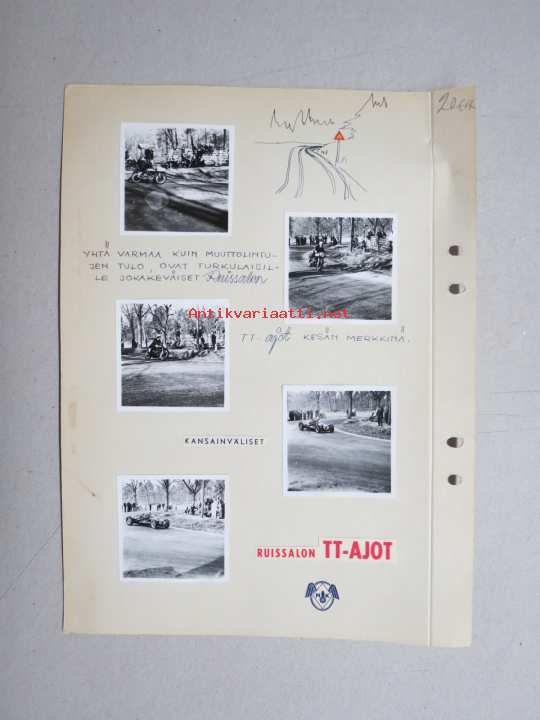 YHTÄ VARMAA KUIN MUUTTOLINTU-
JEN TULO, OVAT TURKULAISIL-
LE JOKAKEVÄISET Ruissalon
Antikvariaatti.net
TT-ajot KESÄN MERKKINÄ.
KANSAINVÄLISET
RUISSALON TT-AJOT